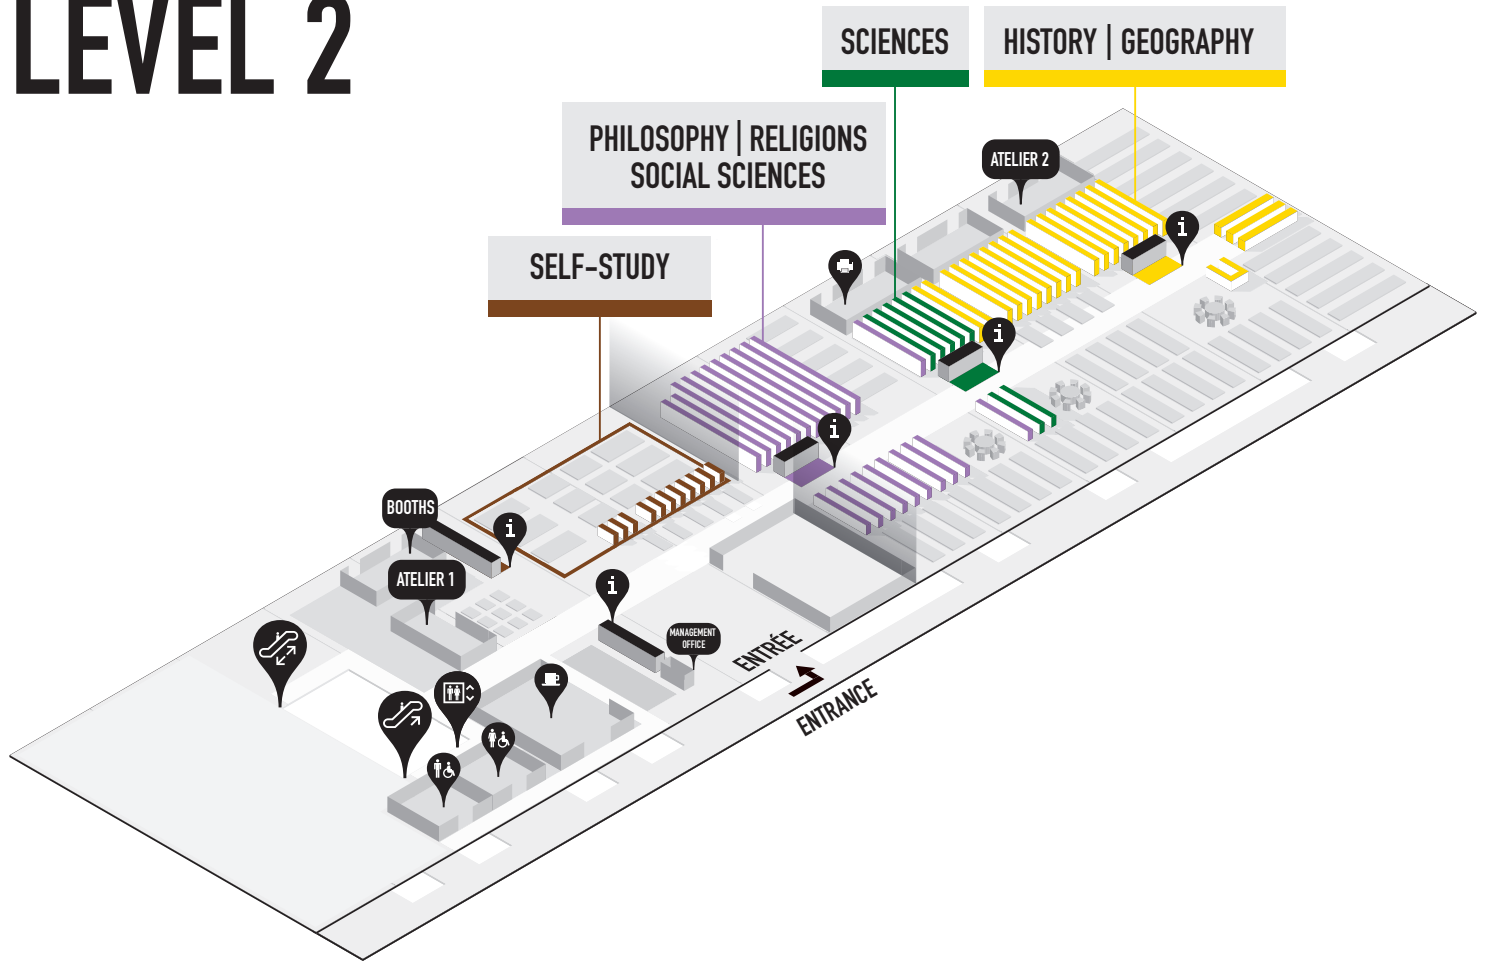 LEVEL 2
SCIENCES
HISTORY | GEOGRAPHY
PHILOSOPHY | RELIGIONS
SOCIAL SCIENCES
ATELIER 2
i
SELF-STUDY
i
i
BOOTHS
i
ATELIER 1
i
MANAGEMENT
OFFICE
ENTRÉE
ENTRANCE